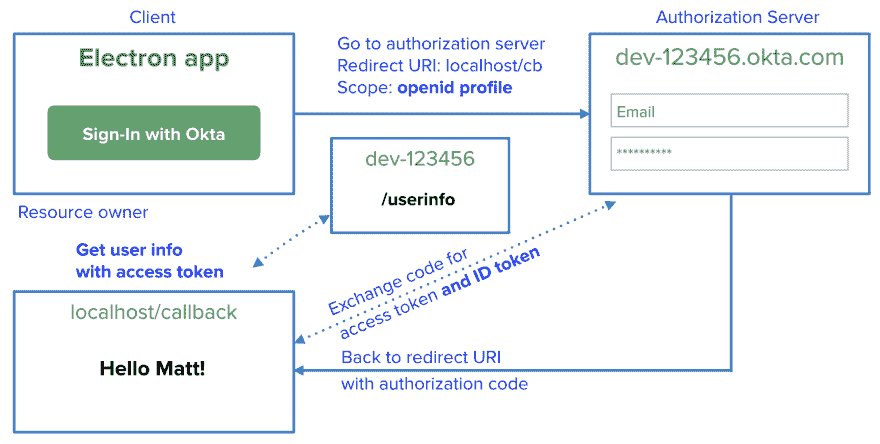 Client
Electron app
Sign-In with Okta
Resource owner
Go to authorization server
Redirect URI: localhost/cb
Scope: openid profile
Authorization Server
dev-123456.okta.com
Email
**********
dev-123456
/userinfo
Get user info
with access token
Exchange code for
access token and ID token
localhost/callback
Hello Matt!
Back to redirect URI
with authorization code